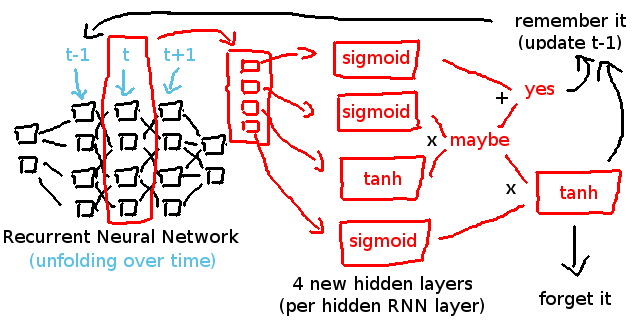 remember it
(update t-1)
t-1
t
t+1
sigmoid
yes
+
sigmoid
x
maybe
tanh
x
tanh
sigmoid
Recurrent Neural Network
(unfolding over time)
4 new hidden layers
(per hidden RNN layer)
forget it